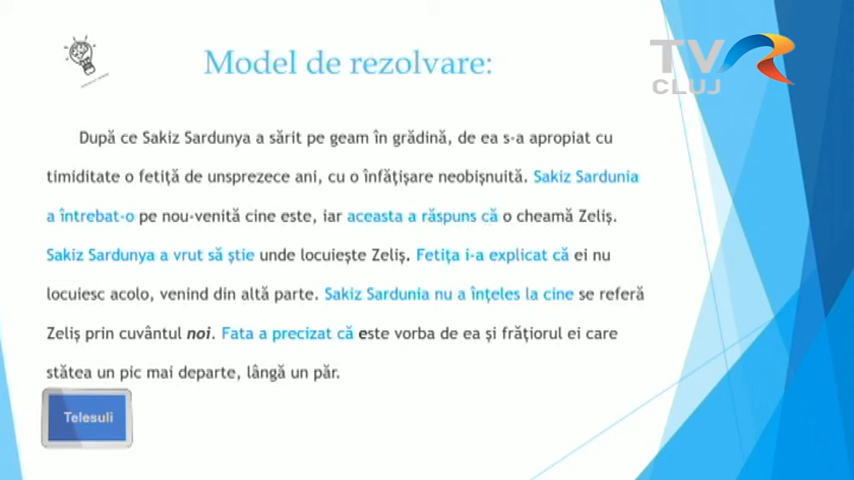 Model de rezolvare:
TVR
CLUJ
După ce Sakiz Sardunya a sărit pe geam în grădină, de ea s-a apropiat cu
timiditate o fetiță de unsprezece ani, cu o înfățișare neobișnuită. Sakiz Sardunia
a întrebat-o pe nou-venită cine este, iar aceasta a răspuns că o cheamă Zeliș.
Sakiz Sardunya a vrut să știe unde locuiește Zeliș. Fetița i-a explicat că ei nu
locuiesc acolo, venind din altă parte. Sakiz Sardunia nu a înțeles la cine se referă
Zeliș prin cuvântul noi. Fata a precizat că este vorba de ea și frățiorul ei care
stătea un pic mai departe, lângă un păr.
Telesuli